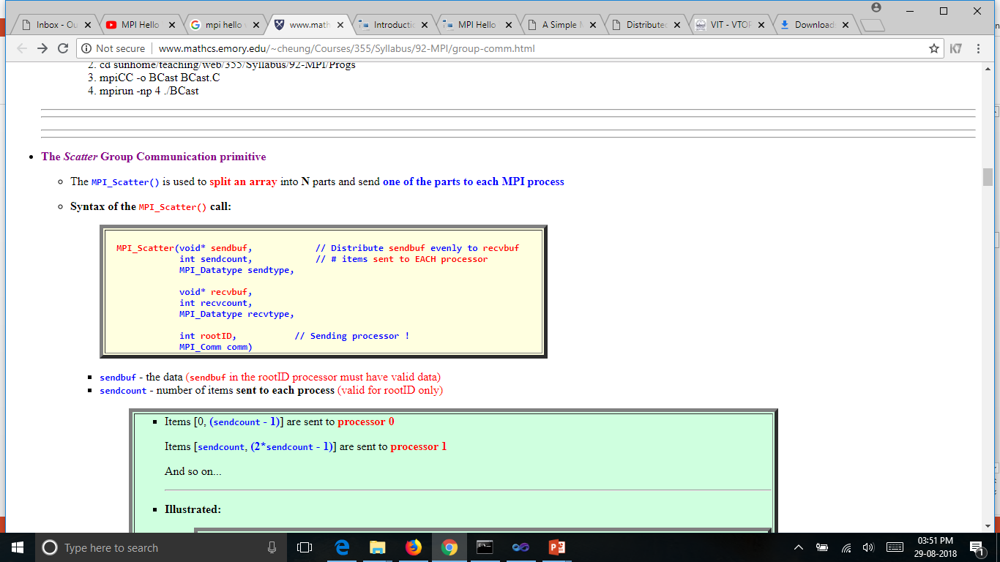 Inbox - Ou
MPI Hello
mpi hello
www.math
Introductic
MPI Hello
A Simple
Distribute
VIT - VTOP
Download
Not secure
www.mathcs.emory.edu/~cheung/Courses/355/Syllabus/92-MPI/group-comm.html
2. cd sunhome/teaching/web/355/Syllabus/92-MPI/Progs
3. mpiCC -o BCast BCast.C
4. mpirun -np 4 ./BCast
The Scatter Group Communication primitive
The MPI_Scatter() is used to split an array into N parts and send one of the parts to each MPI process
Syntax of the MPI_Scatter() call:
MPI_Scatter(void* sendbuf, // Distribute sendbuf evenly to recvbuf
int sendcount, // # items sent to EACH processor
MPI_Datatype sendtype,
void* recvbuf,
int recvcount,
MPI_Datatype recvtype,
int rootID, // Sending processor !
MPI_Comm comm)
sendbuf - the data (sendbuf in the rootID processor must have valid data)
sendcount - number of items sent to each process (valid for rootID only)
Items [0, (sendcount - 1)] are sent to processor 0
Items [sendcount, (2*sendcount - 1)] are sent to processor 1
And so on...
Illustrated:
Type here to search
03:51 PM
29-08-2018
1